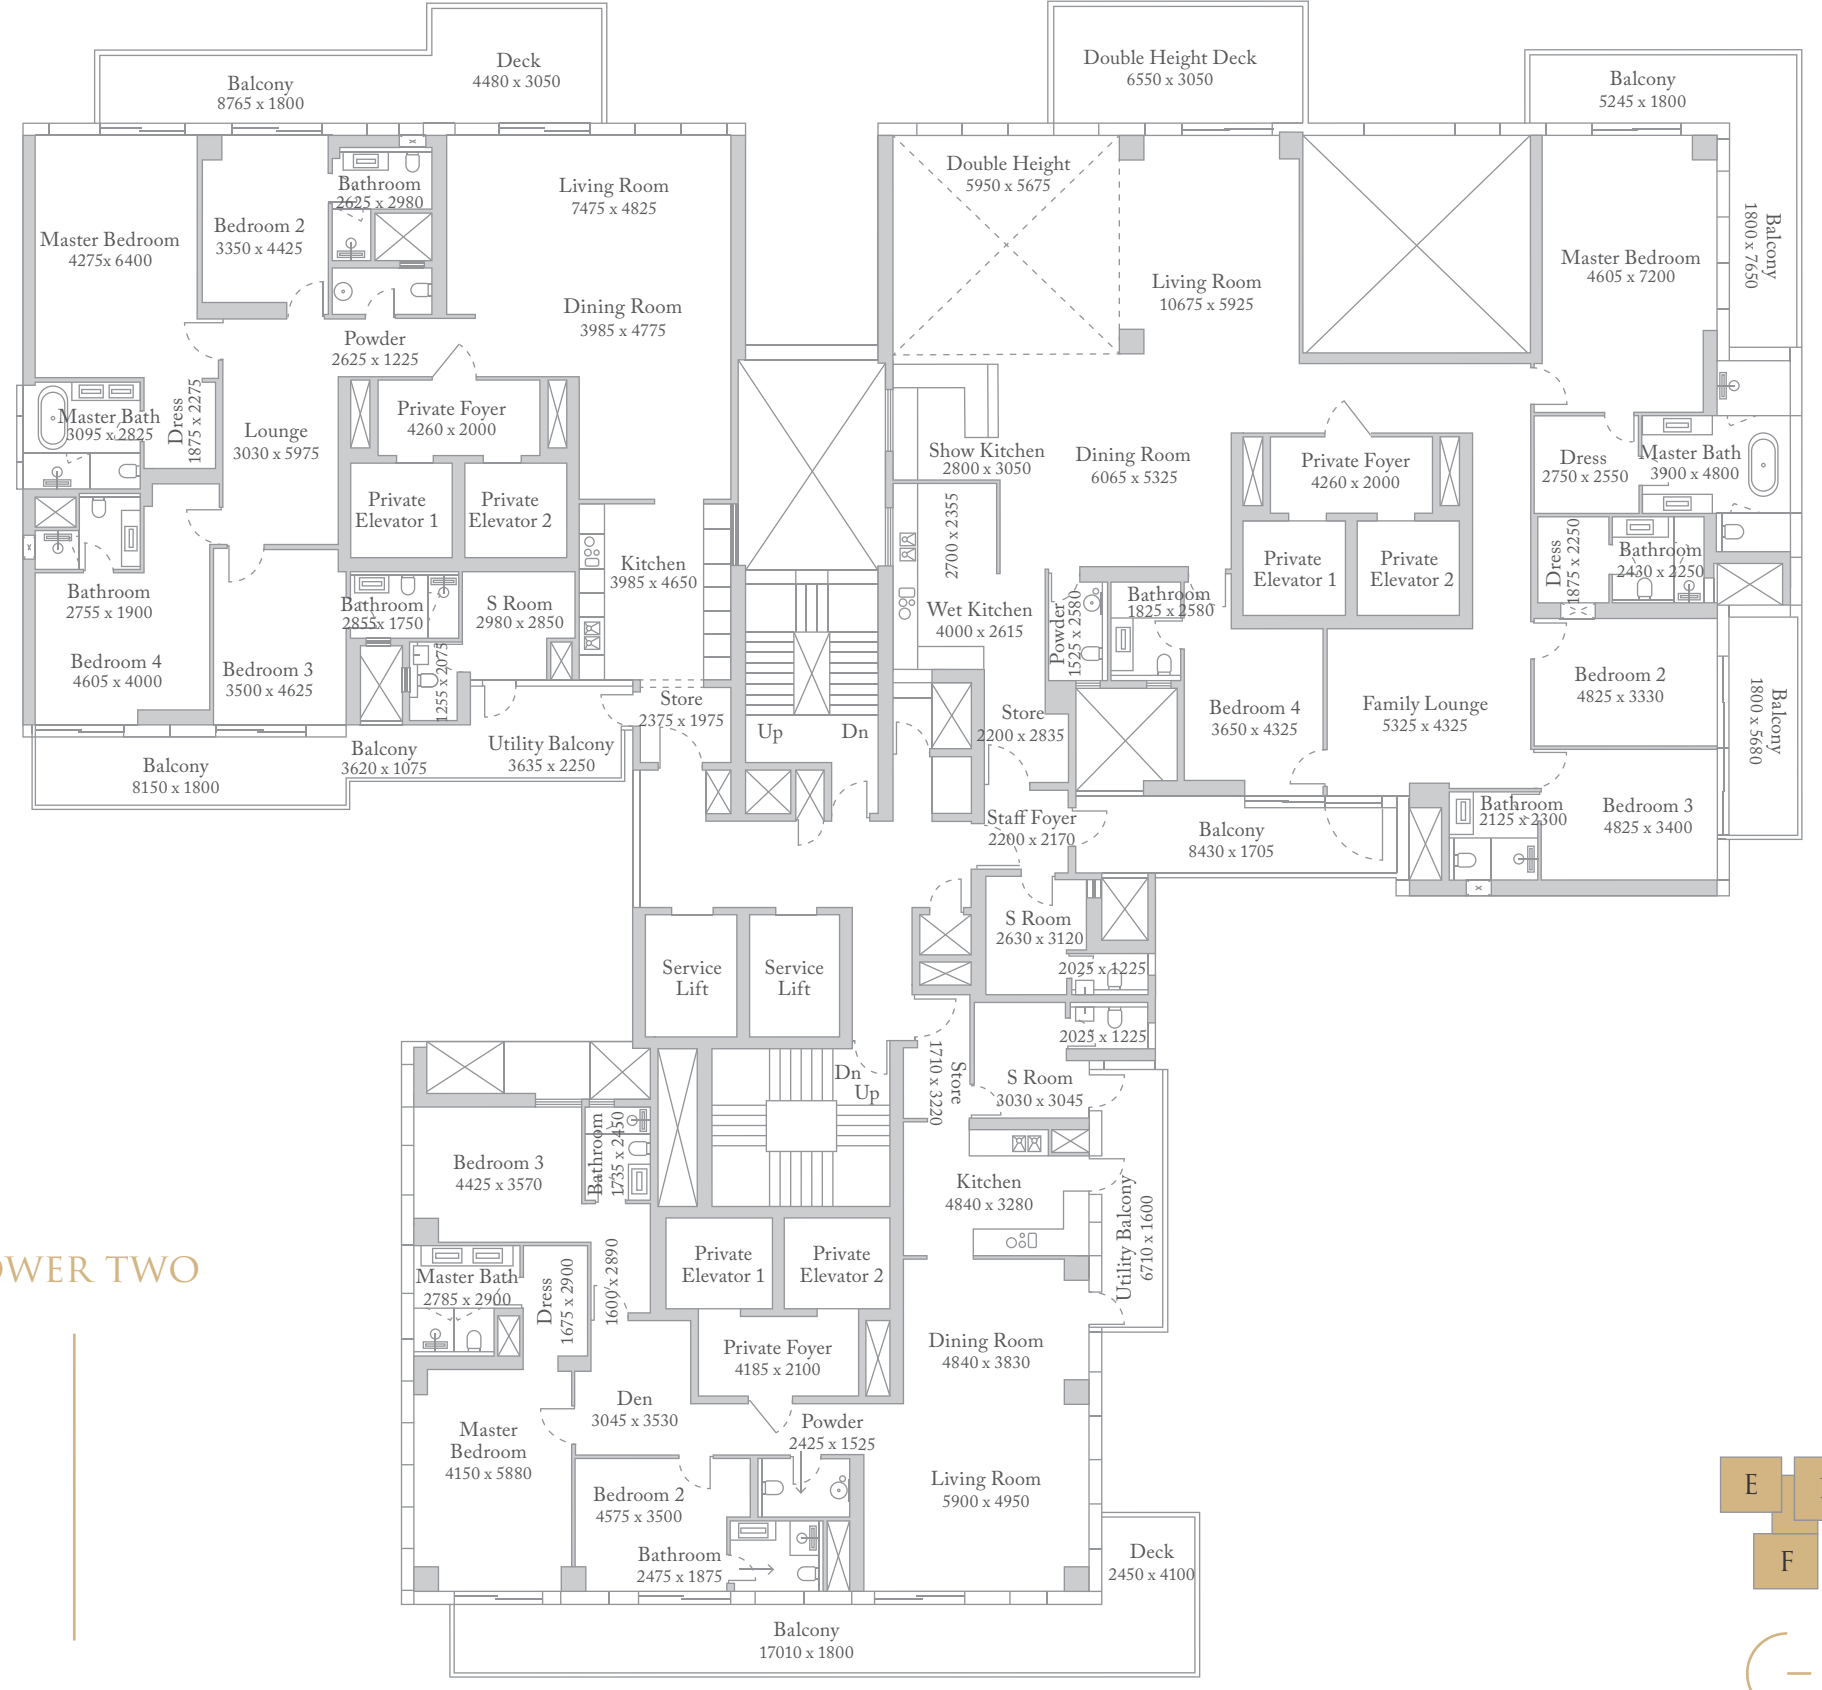 Deck
4480 x 3050
Balcony
8765 x 1800
Master Bedroom
4275x 6400
Bedroom 2
3350 x 4425
Bathroom
2625 x 2980
Living Room
7475 x 4825
Dining Room
3985 x 4775
Powder
2625 x 1225
Master Bath
3095 x 2825
Dress
1875 x 2275
Lounge
3030 x 5975
Private Foyer
4260 x 2000
Private
Elevator 1
Private
Elevator 2
Kitchen
3985 x 4650
Bathroom
2755 x 1900
Bathroom
2855x 1750
S Room
2980 x 2850
1255 x 2075
Bedroom 4
4605 x 4000
Bedroom 3
3500 x 4625
Store
2375 x 1975
Balcony
8150 x 1800
Balcony
3620 x 1075
Utility Balcony
3635 x 2250
Up
Dn
Double Height Deck
6550 x 3050
Balcony
5245 x 1800
Double Height
5950 x 5675
Living Room
10675 x 5925
Master Bedroom
4605 x 7200
Balcony
1800 x 7650
Show Kitchen
2800 x 3050
Dining Room
6065 x 5325
Private Foyer
4260 x 2000
Dress
2750 x 2550
Master Bath
3900 x 4800
2700 x 2355
Wet Kitchen
4000 x 2615
Powder
1525 x 2580
Bathroom
1825 x 2580
Private
Elevator 1
Private
Elevator 2
Dress
1875 x 2250
Bathroom
2430 x 2250
Store
2200 x 2835
Bedroom 4
3650 x 4325
Family Lounge
5325 x 4325
Bedroom 2
4825 x 3330
Balcony
1800 x 5680
Bathroom
2125 x 2300
Bedroom 3
4825 x 3400
Staff Foyer
2200 x 2170
Balcony
8430 x 1705
S Room
2630 x 3120
2025 x 1225
2025 x 1225
Service
Lift
Service
Lift
Dn
Up
Store
1710 x 3220
S Room
3030 x 3045
Bedroom 3
4425 x 3570
Bathroom
1735 x 2450
Kitchen
4840 x 3280
Utility Balcony
6710 x 1600
Private
Elevator 1
Private
Elevator 2
Master Bath
2785 x 2900
Dress
1675 x 2900
1600 x 2890
Private Foyer
4185 x 2100
Dining Room
4840 x 3830
Den
3045 x 3530
Master
Bedroom
4150 x 5880
Powder
2425 x 1525
Living Room
5900 x 4950
Bedroom 2
4575 x 3500
Bathroom
2475 x 1875
Deck
2450 x 4100
Balcony
17010 x 1800
OWER TWO
E
F